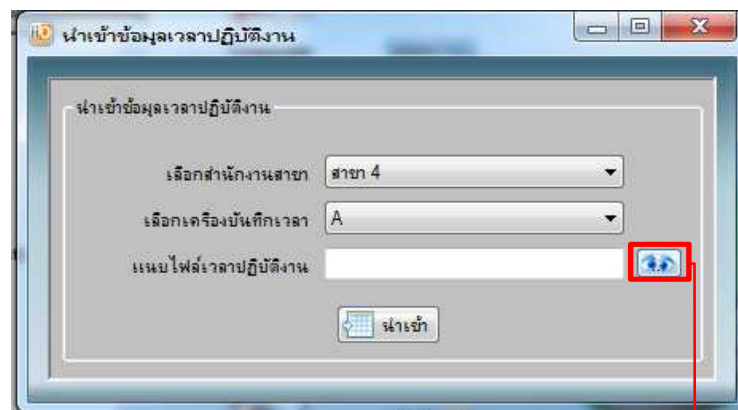 นำเข้าข้อมูลเวลาปฏิบัติงาน
นำเข้าข้อมูลเวลาปฏิบัติงาน
เลือกสำนักงานสาขา สาขา 4
เลือกเครื่องบันทึกเวลา A
แนบไฟล์เวลาปฏิบัติงาน
นำเข้า